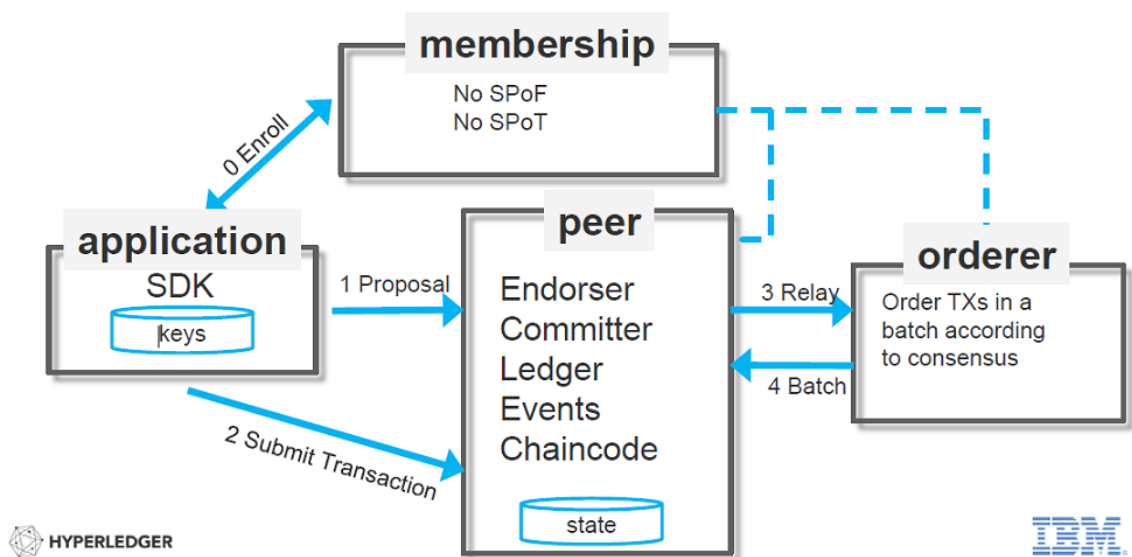 membership
No SPoF
No SPoT
0 Enroll
application
SDK
keys
1 Proposal
2 Submit Transaction
peer
Endorser
Committer
Ledger
Events
Chaincode
state
3 Relay
4 Batch
orderer
Order TXs in a
batch according
to consensus
HYPERLEDGER
IBM